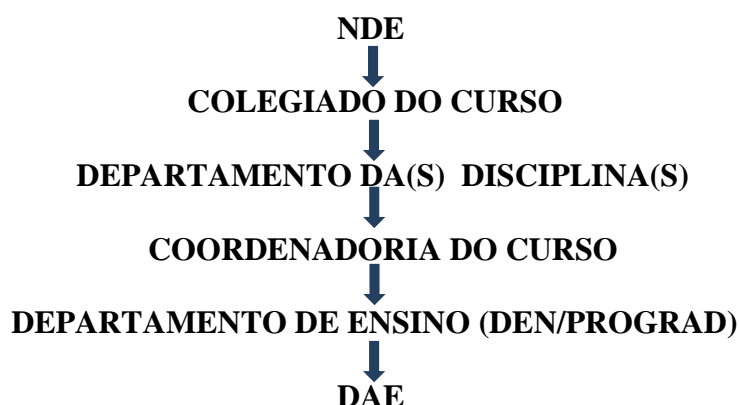 NDE
COLEGIADO DO CURSO
DEPARTAMENTO DA(S) DISCIPLINA(S)
COORDENADORIA DO CURSO
DEPARTAMENTO DE ENSINO (DEN/PROGRAD)
DAE